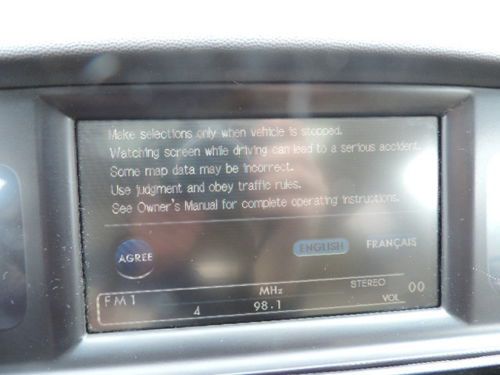 Make selections only when vehicle is stopped.
Watching screen while driving can lead to a serious accident.
Some map data may be incorrect.
Use judgment and obey traffic rules.
See Owner's Manual for complete operating instructions.
AGREE ENGLISH FRANÇAIS
FM1 MHz STEREO 00
4 98.1 VOL